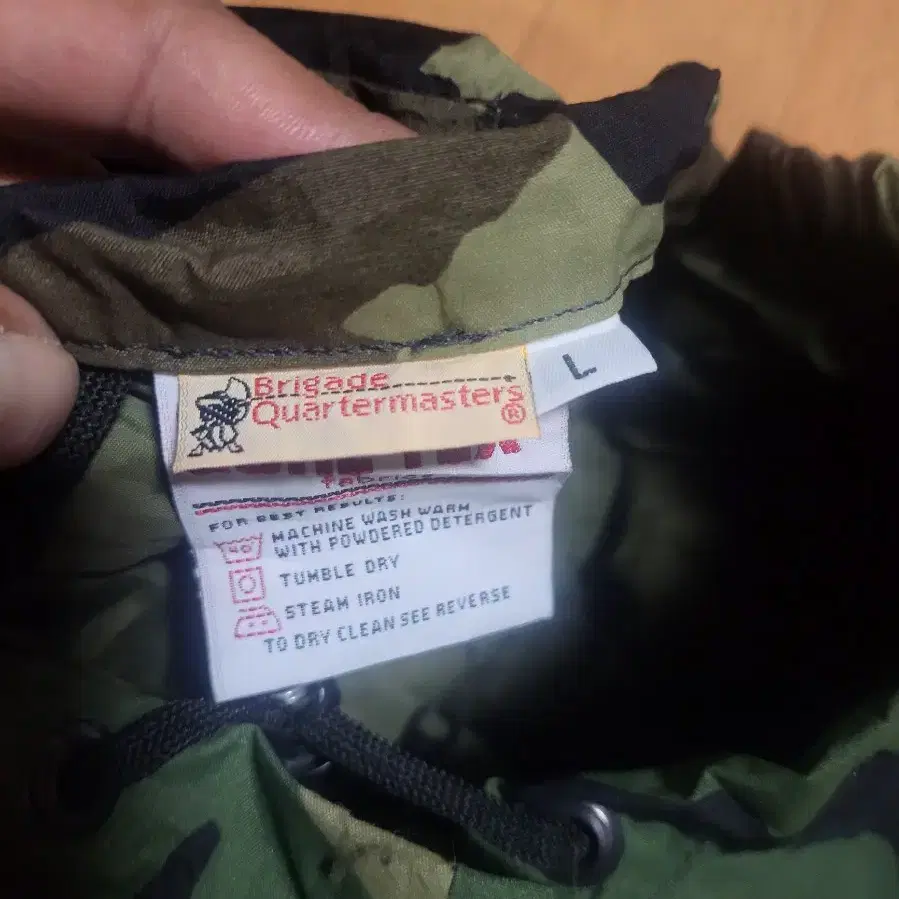 Brigade
Quartermasters®
L
fabrics
FOR BEST RESULTS:
MACHINE WASH WARM
WITH POWDERED DETERGENT
TUMBLE DRY
STEAM IRON
TO DRY CLEAN SEE REVERSE